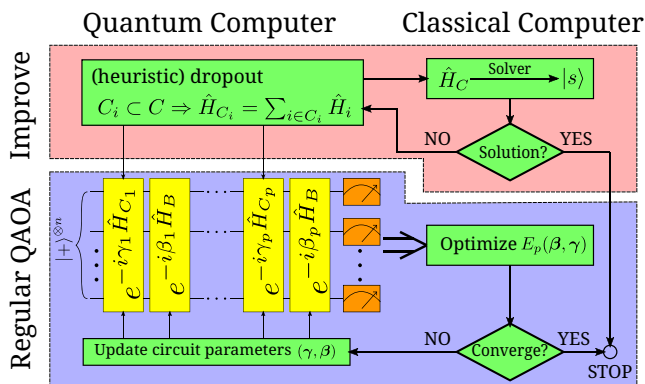 Quantum Computer
Classical Computer
Improve
(heuristic) dropout
$C_i \subset C \Rightarrow \hat{H}_{C_i} = \sum_{i \in C_i} \hat{H}_i$
$\hat{H}_C \xrightarrow{\text{Solver}} |s\rangle$
NO
Solution?
YES
Regular QAOA
$|+\rangle^{\otimes n}$
$e^{-i\gamma_1 \hat{H}_{C_1}}$
$e^{-i\beta_1 \hat{H}_B}$
$e^{-i\gamma_p \hat{H}_{C_p}}$
$e^{-i\beta_p \hat{H}_B}$
Optimize $E_p(\boldsymbol{\beta}, \boldsymbol{\gamma})$
Update circuit parameters $(\boldsymbol{\gamma}, \boldsymbol{\beta})$
NO
Converge?
YES
STOP